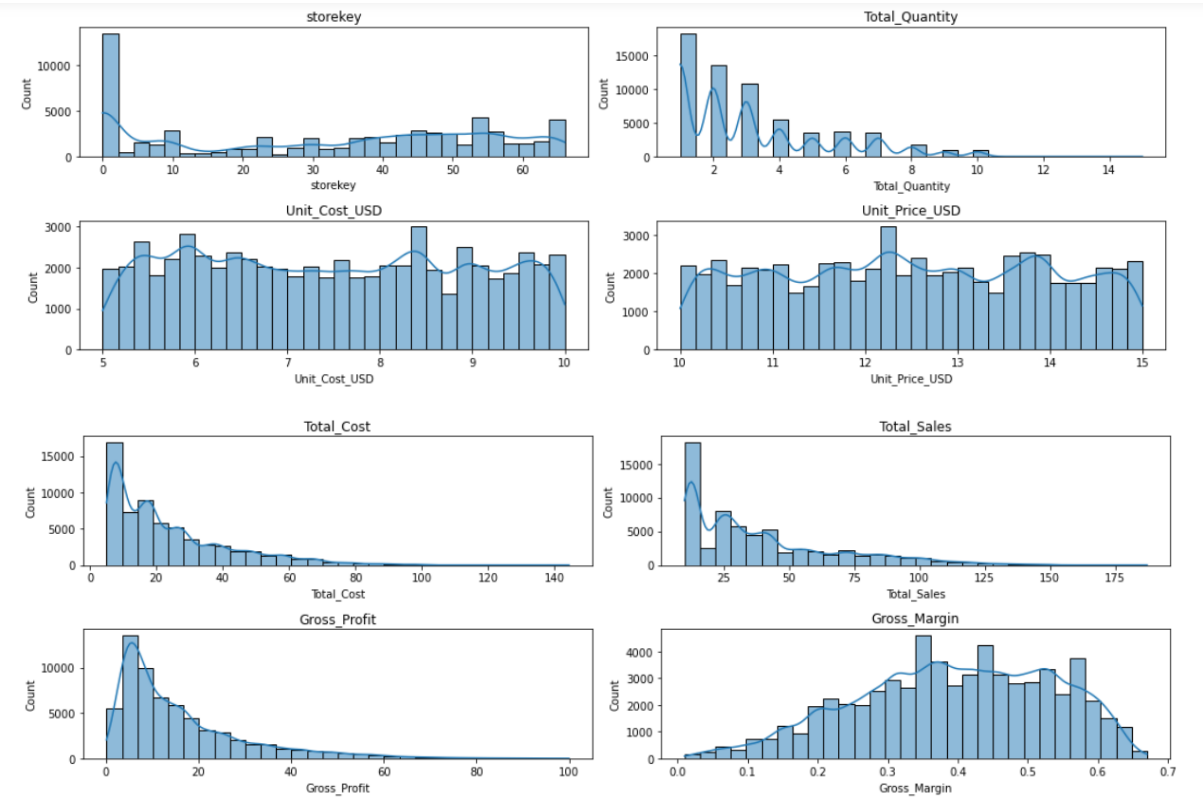 storekey
Count
10000
5000
0
0 10 20 30 40 50 60
storekey
Total_Quantity
Count
15000
10000
5000
0
2 4 6 8 10 12 14
Total_Quantity
Unit_Cost_USD
Count
3000
2000
1000
0
5 6 7 8 9 10
Unit_Cost_USD
Unit_Price_USD
Count
3000
2000
1000
0
10 11 12 13 14 15
Unit_Price_USD
Total_Cost
Count
15000
10000
5000
0
0 20 40 60 80 100 120 140
Total_Cost
Total_Sales
Count
15000
10000
5000
0
25 50 75 100 125 150 175
Total_Sales
Gross_Profit
Count
10000
5000
0
0 20 40 60 80 100
Gross_Profit
Gross_Margin
Count
4000
3000
2000
1000
0
0.0 0.1 0.2 0.3 0.4 0.5 0.6 0.7
Gross_Margin